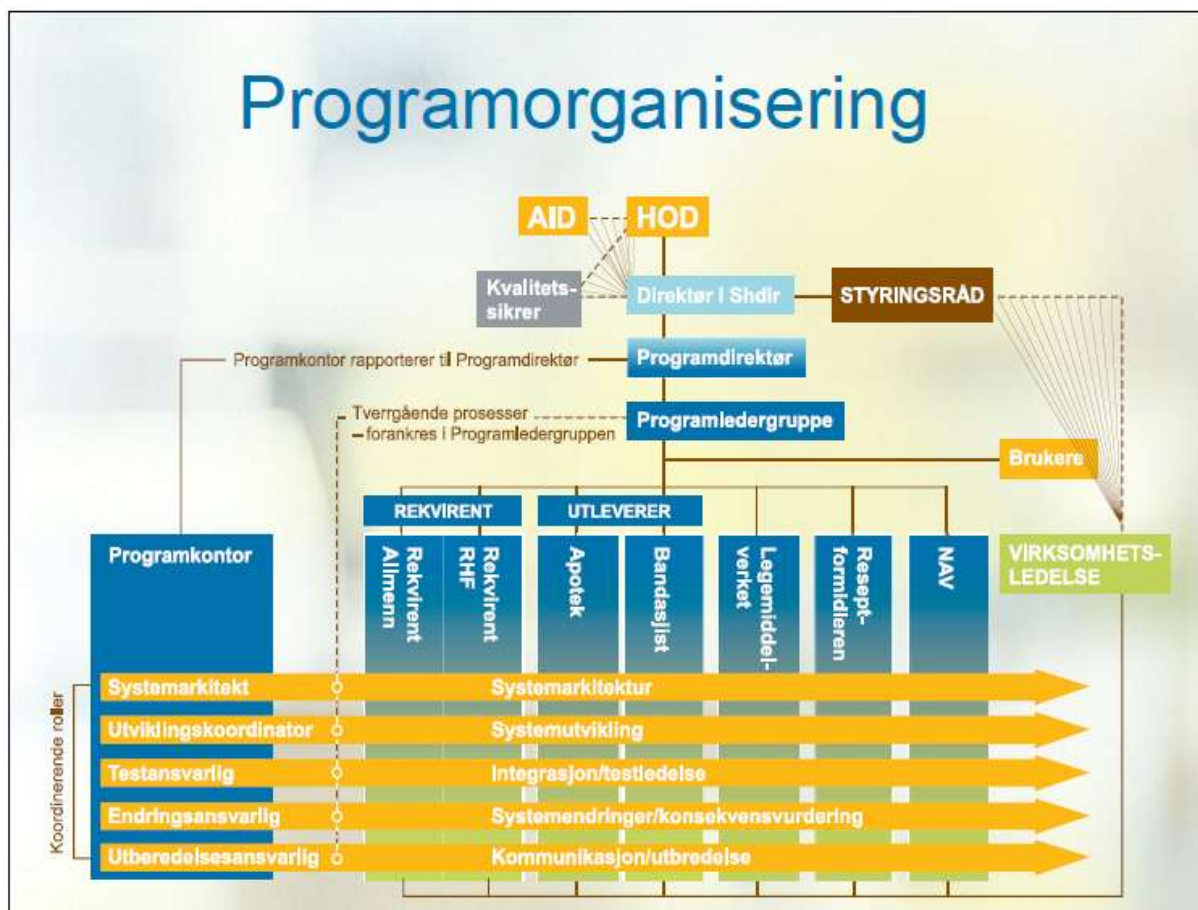 Programorganisering
AID
HOD
Kvalitets-
sikrer
Direktør i Shdir
STYRINGSRÅD
Programkontor rapporterer til Programdirektør
Programdirektør
Tverrgående prosesser
–forankres i Programledergruppen
Programledergruppe
Brukere
REKVIRENT
UTLEVERER
Programkontor
Rekvirent
Allmenn
Rekvirent
RHF
Apotek
Bandasjist
Legemiddel-
verket
Resept-
formidleren
NAV
VIRKSOMHETS-
LEDELSE
Koordinerende roller
Systemarkitekt
Systemarkitektur
Utviklingskoordinator
Systemutvikling
Testansvarlig
Integrasjon/testledelse
Endringsansvarlig
Systemendringer/konsekvensvurdering
Utberedelsesansvarlig
Kommunikasjon/utbredelse